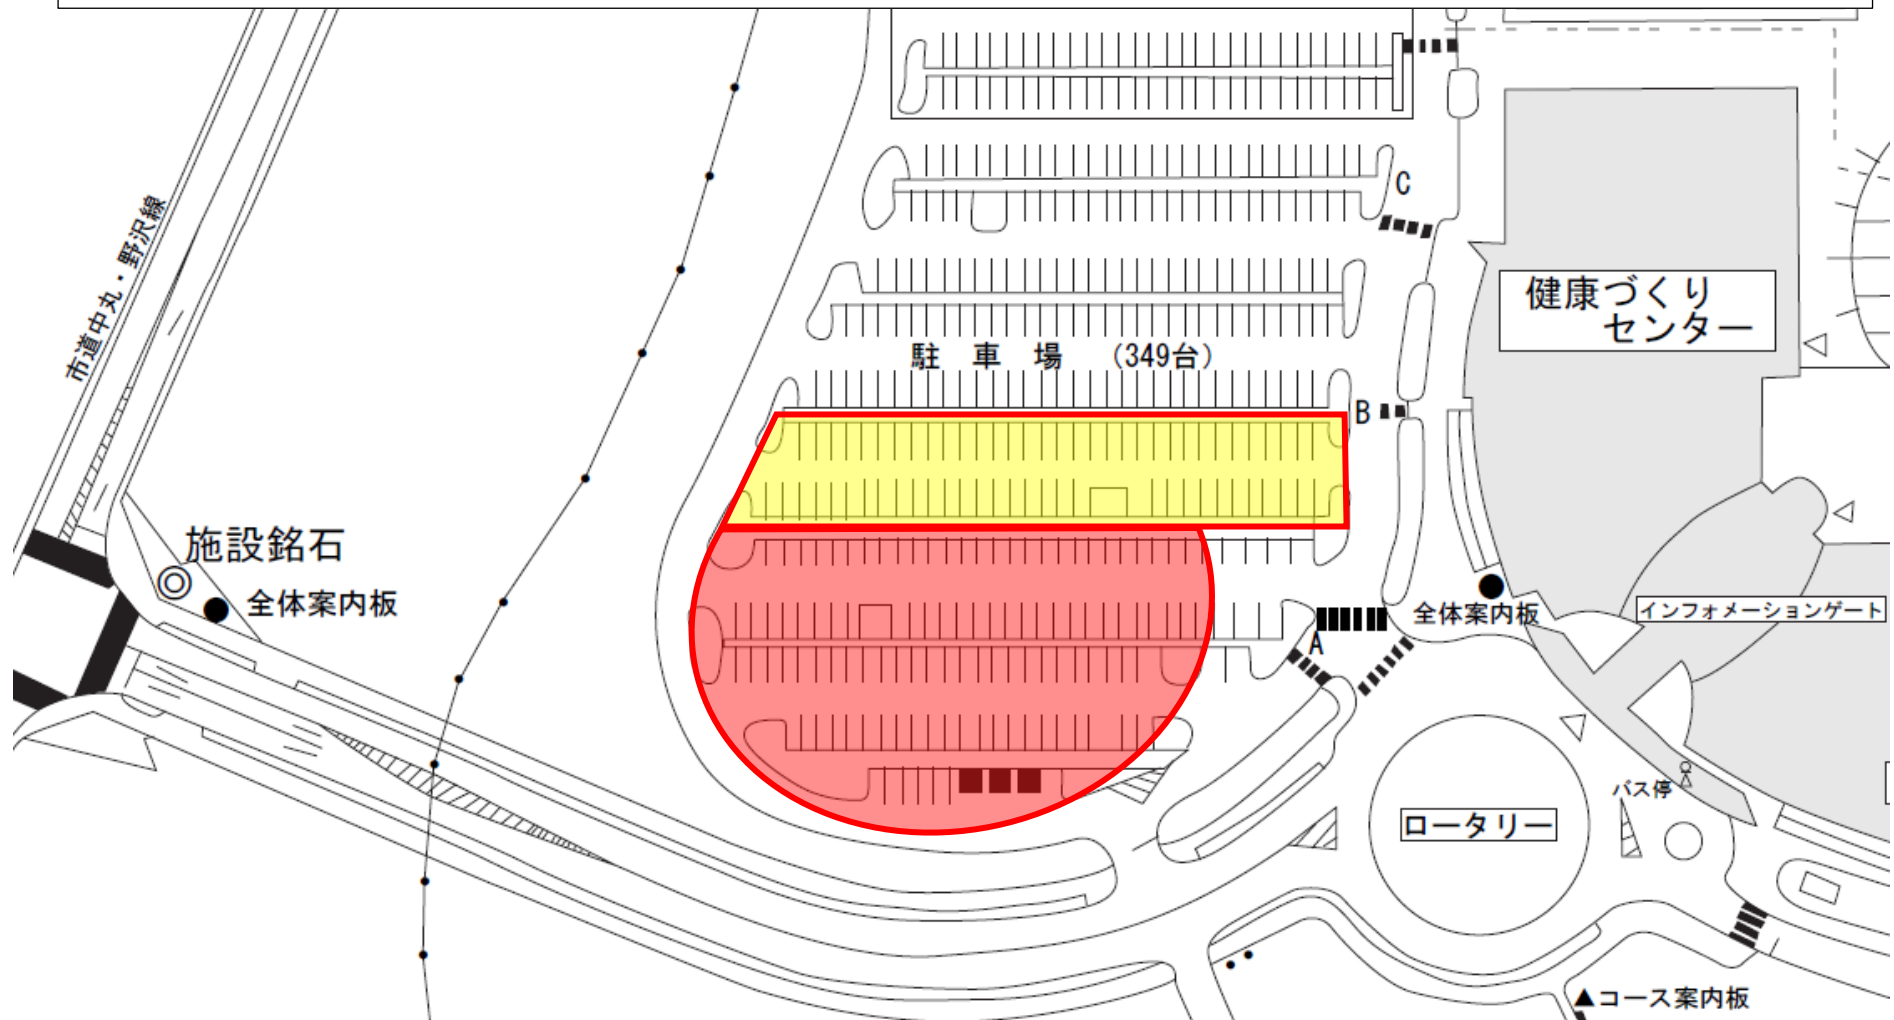 市道中丸・野沢線
C
健康づくり
センター
駐 車 場 （349台）
B
施設銘石
全体案内板
全体案内板
インフォメーションゲート
A
バス停
ロータリー
▲コース案内板